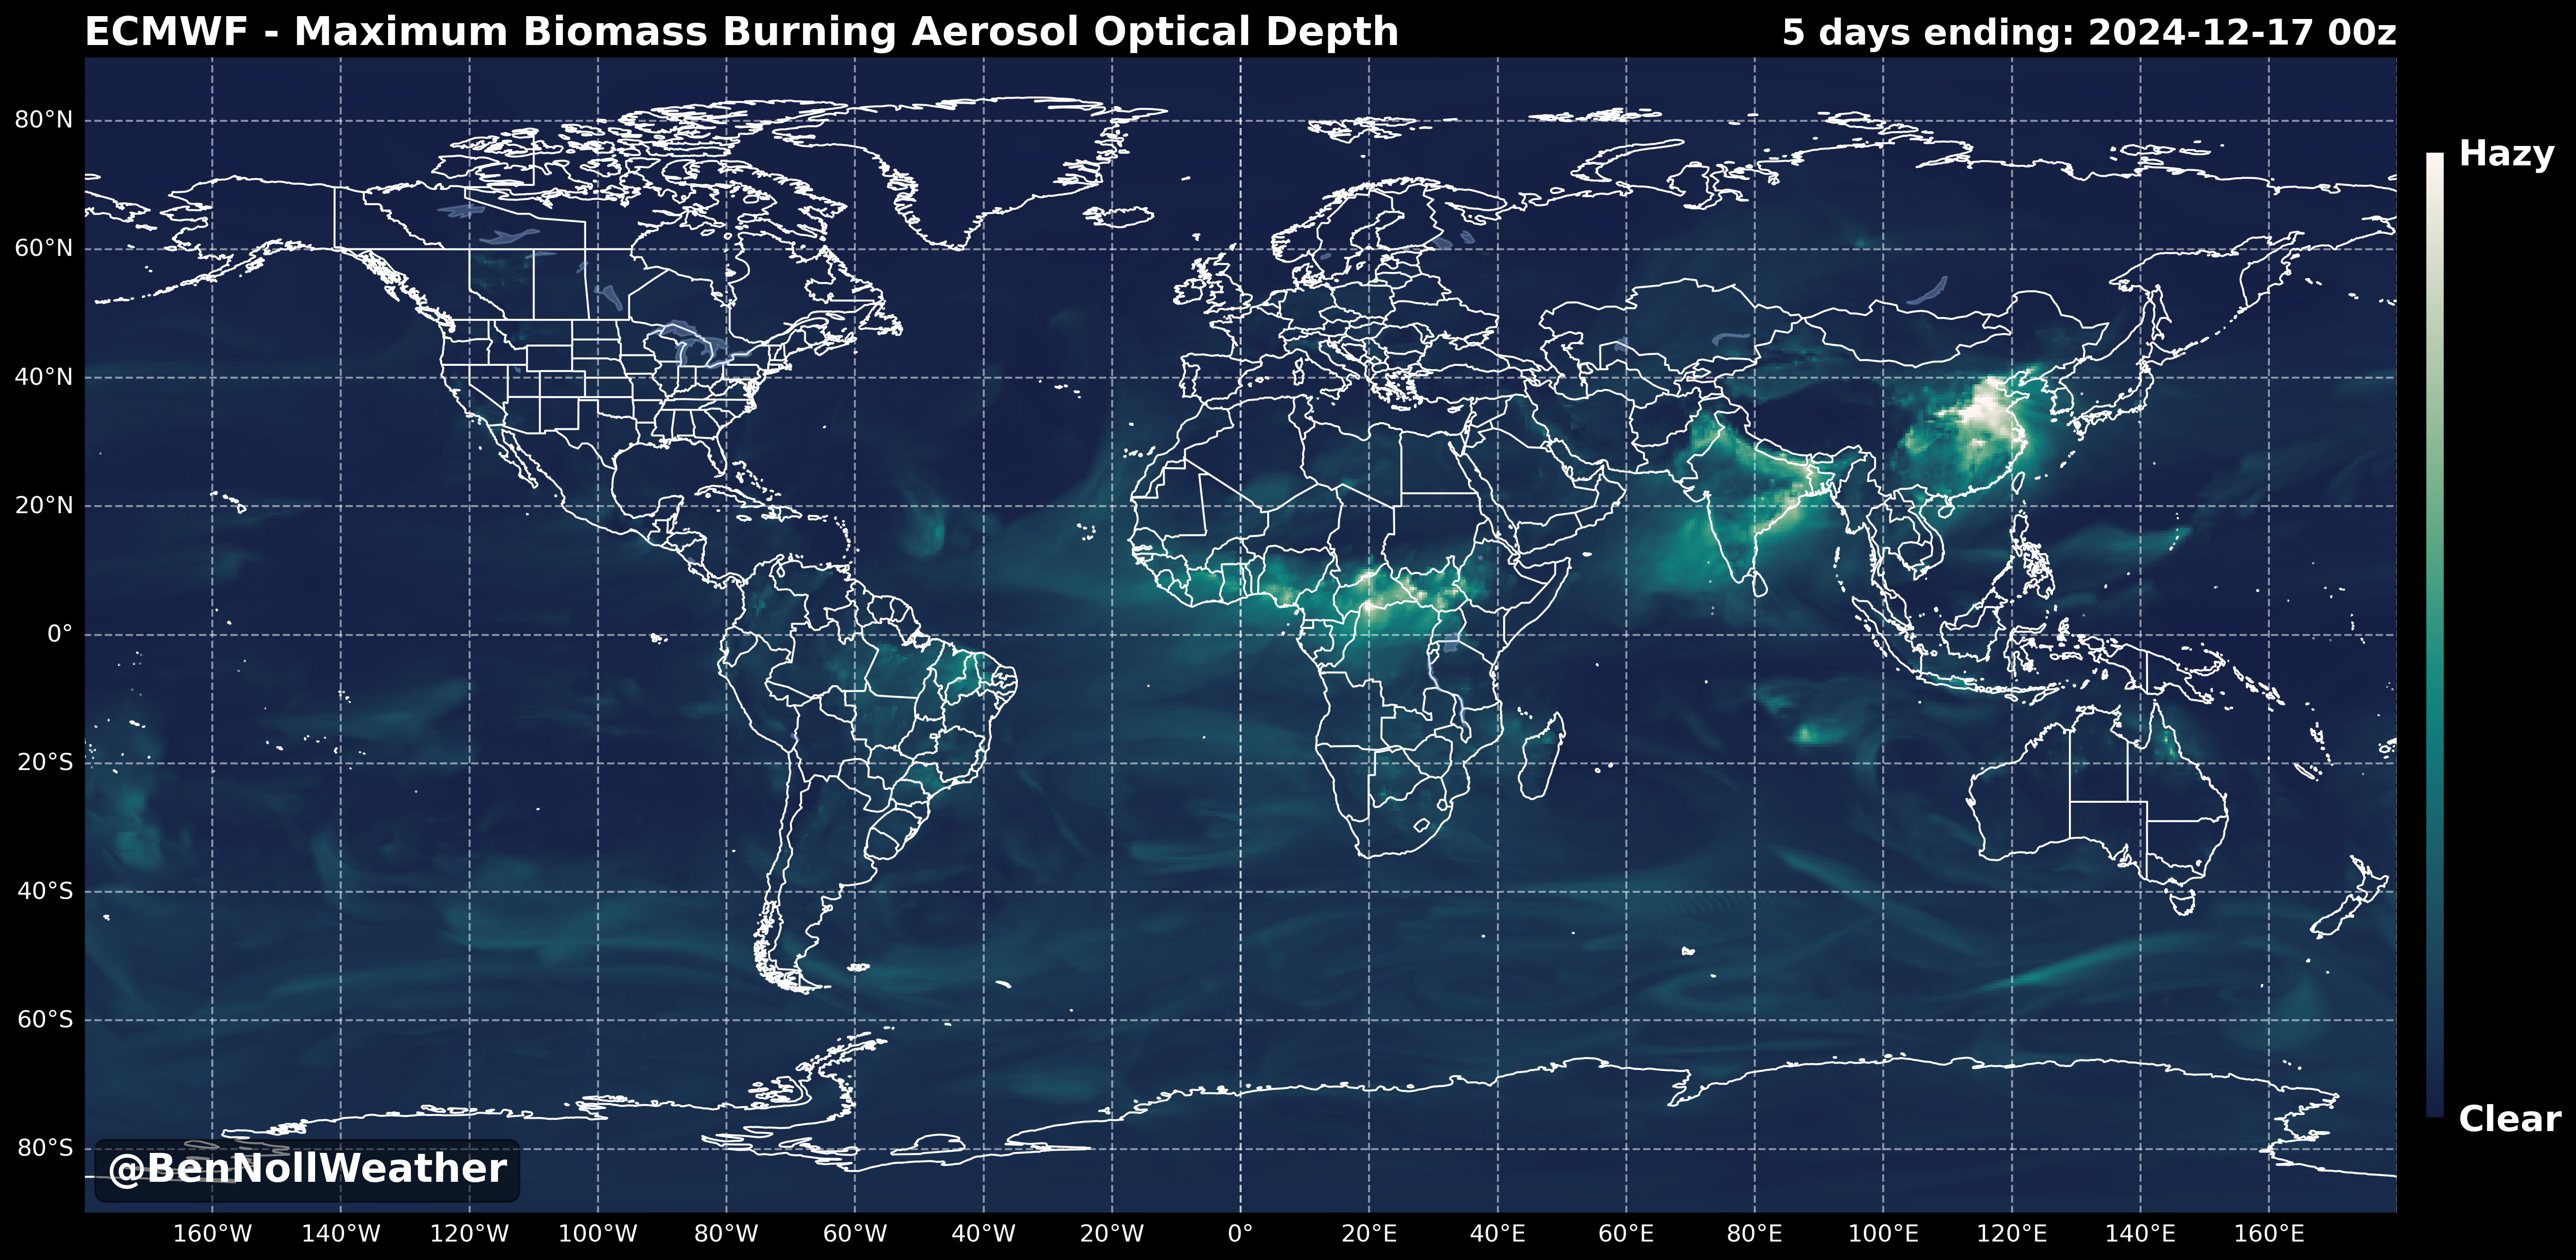 ECMWF - Maximum Biomass Burning Aerosol Optical Depth
5 days ending: 2024-12-17 00z
Hazy
80°N
60°N
40°N
20°N
0°
20°S
40°S
60°S
80°S
Clear
@BenNollWeather
160°W 140°W 120°W 100°W 80°W 60°W 40°W 20°W 0° 20°E 40°E 60°E 80°E 100°E 120°E 140°E 160°E